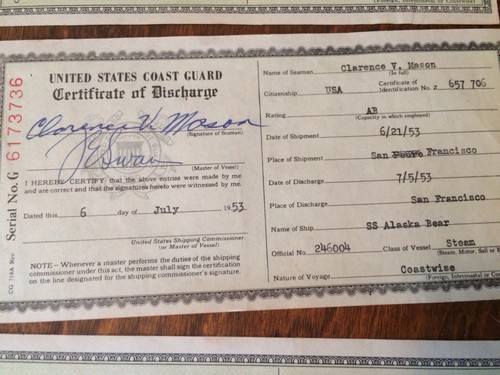 (Foreign, Intercoastal or Coastwise)
Serial No. G 6173736
CG 718A Rev
UNITED STATES COAST GUARD
Certificate of Discharge
Clarence V. Mason
(Signature of Seaman)
J E Swan
(Master of Vessel)
I HEREBY CERTIFY, that the above entries were made by me
and are correct and that the signatures hereto were witnessed by me.
Dated this 6 day of July 1953
United States Shipping Commissioner.
(or Master of Vessel)
NOTE—Whenever a master performs the duties of the shipping
commissioner under this act, the master shall sign the certification
on the line designated for the shipping commissioner's signature.
Name of Seaman, Clarence V. Mason
(In full)
Citizenship, USA Certificate of
Identification No. Z 657 706
Rating AB
(Capacity in which employed)
Date of Shipment 6/21/53
Place of Shipment San Francisco
Date of Discharge 7/5/53
Place of Discharge, San Francisco
Name of Ship SS Alaska Bear
Official No 246004 Class of Vessel Steam
(Steam, Motor, Sail or
Nature of Voyage Coastwise
(Foreign, Intercoastal or Coa